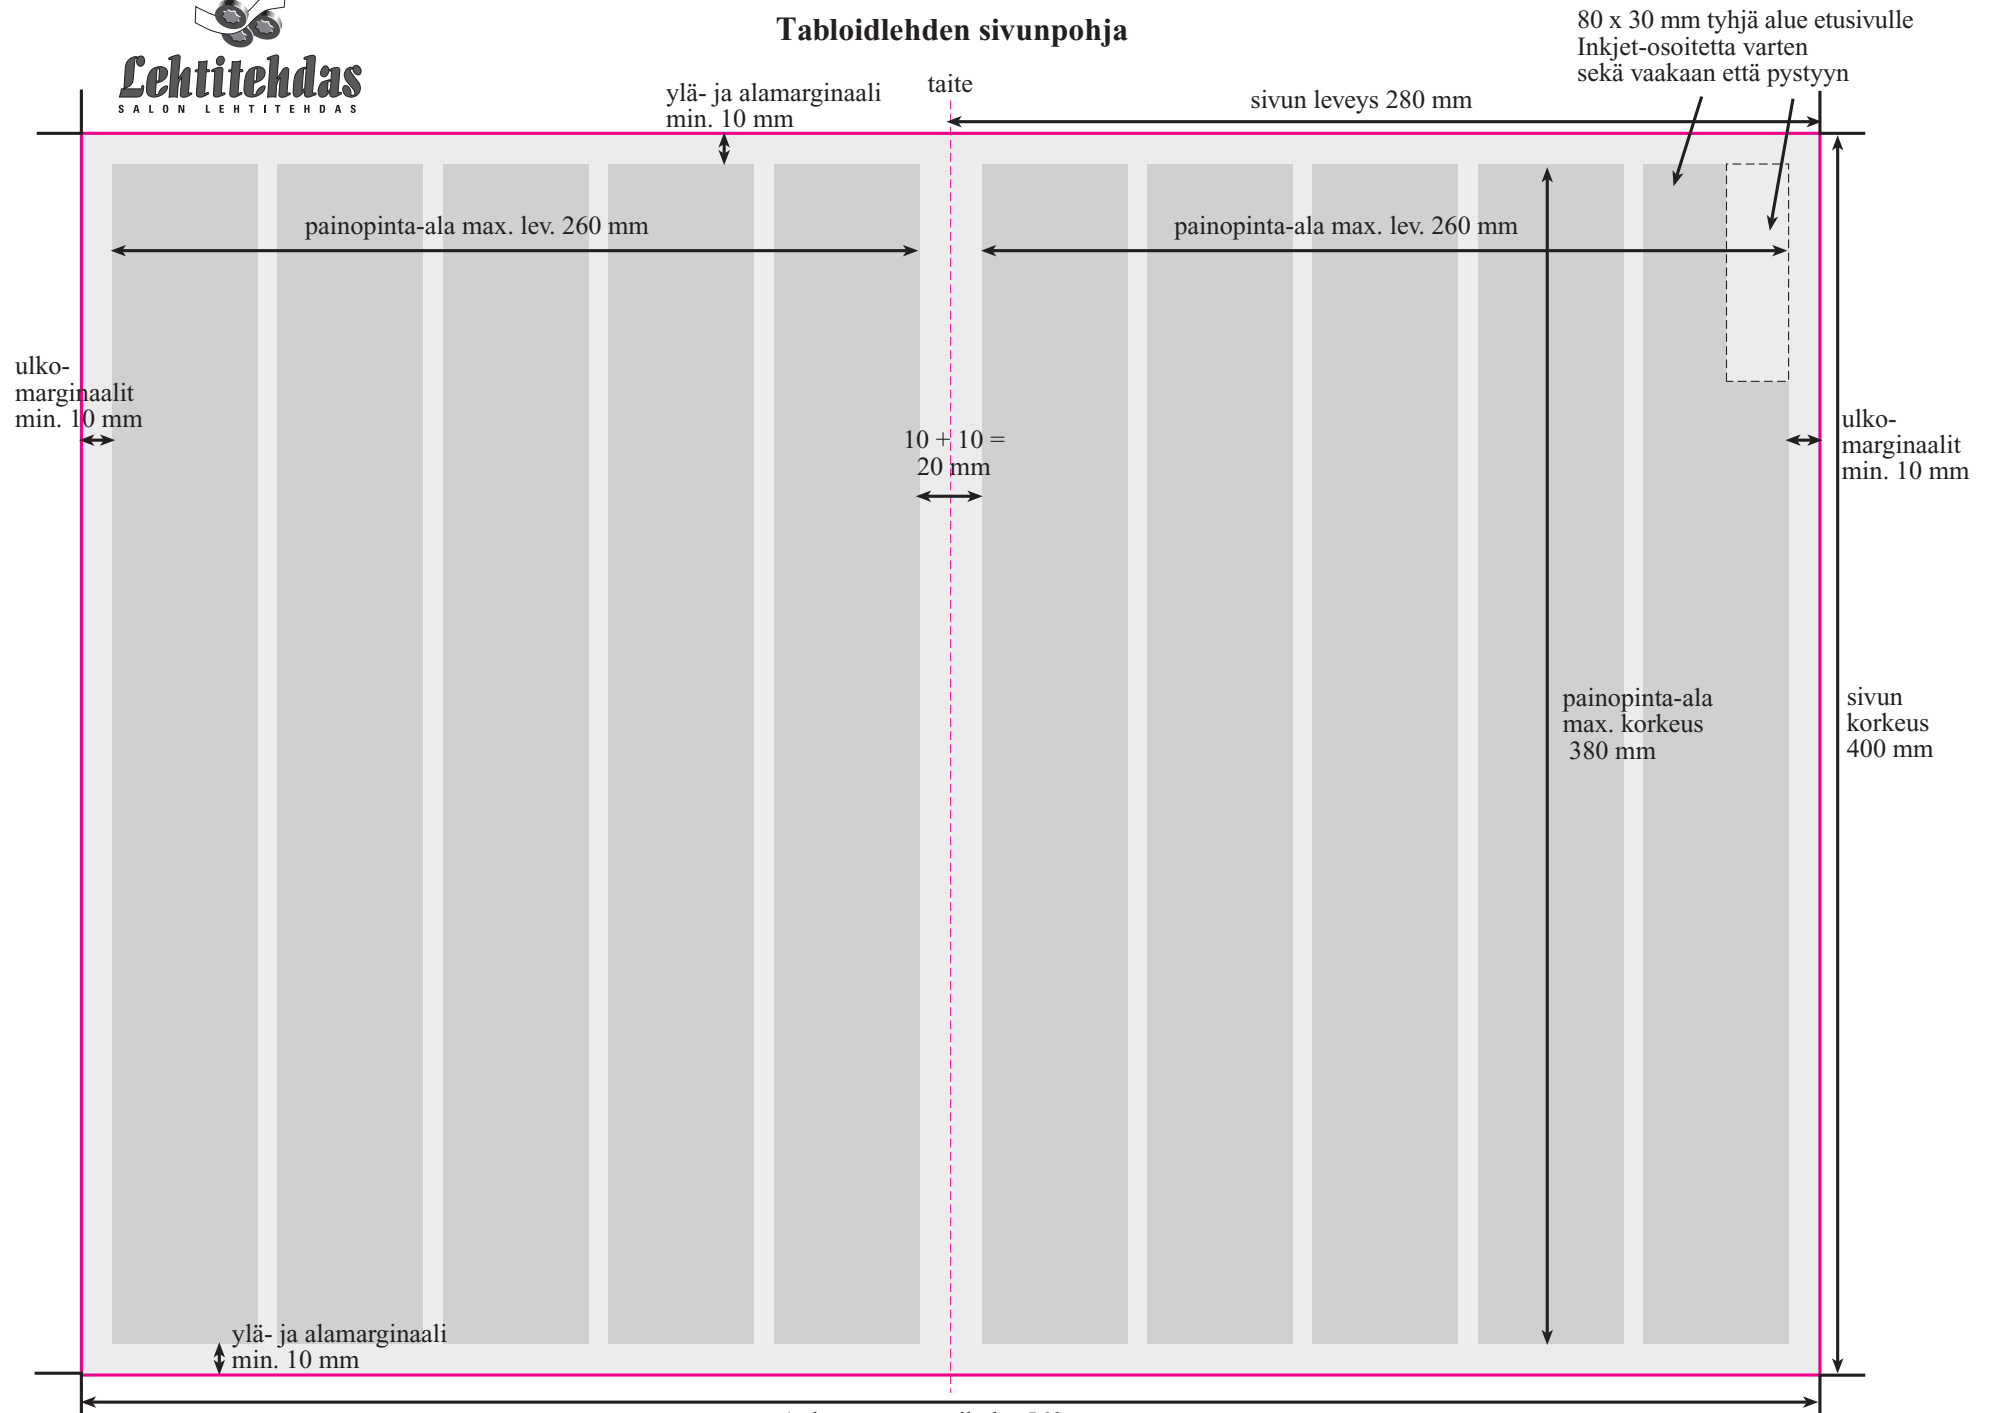 Tabloidlehden sivunpohja
80 x 30 mm tyhjä alue etusivulle
Inkjet-osoitetta varten
sekä vaakaan että pystyyn
Lehtitehdas
SALON LEHTITEHDAS
ylä- ja alamarginaali
min. 10 mm
taite
sivun leveys 280 mm
painopinta-ala max. lev. 260 mm
painopinta-ala max. lev. 260 mm
ulko-
marginaalit
min. 10 mm
10 + 10 =
20 mm
ulko-
marginaalit
min. 10 mm
painopinta-ala
max. korkeus
380 mm
sivun
korkeus
400 mm
ylä- ja alamarginaali
min. 10 mm